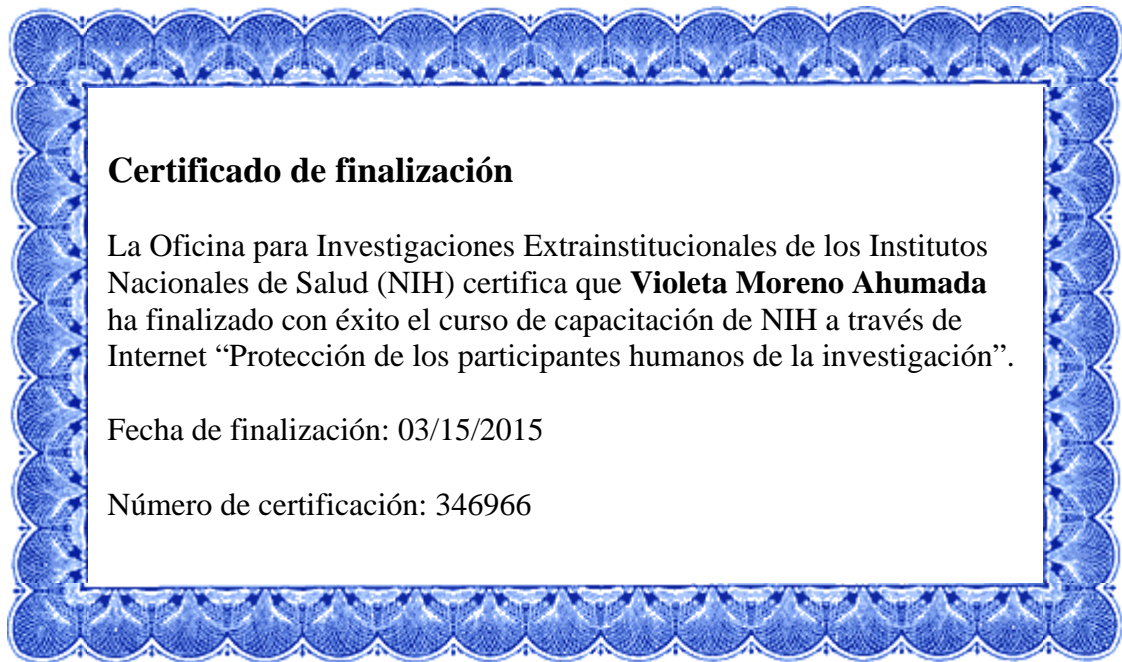 Certificado de finalización
La Oficina para Investigaciones Extrainstitucionales de los Institutos
Nacionales de Salud (NIH) certifica que Violeta Moreno Ahumada
ha finalizado con éxito el curso de capacitación de NIH a través de
Internet “Protección de los participantes humanos de la investigación”.
Fecha de finalización: 03/15/2015
Número de certificación: 346966